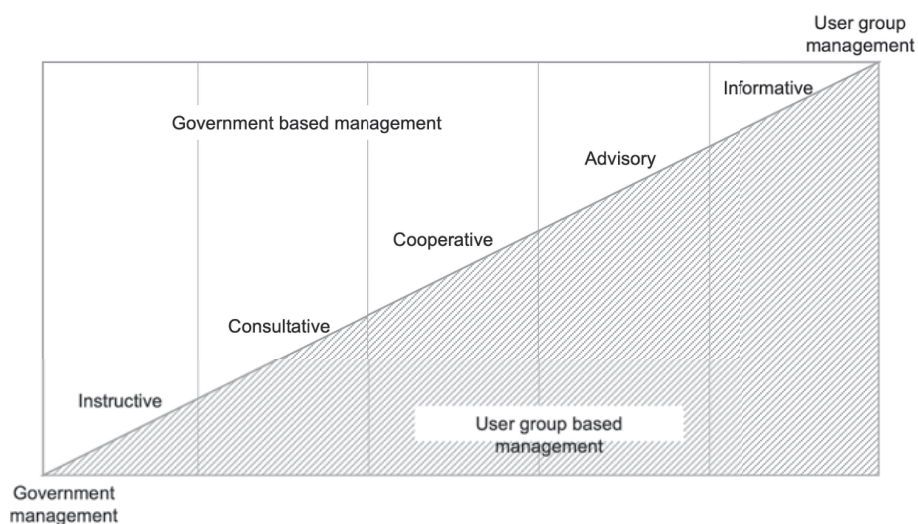 User group
management
Informative
Government based management
Advisory
Cooperative
Consultative
Instructive
User group based
management
Government
management